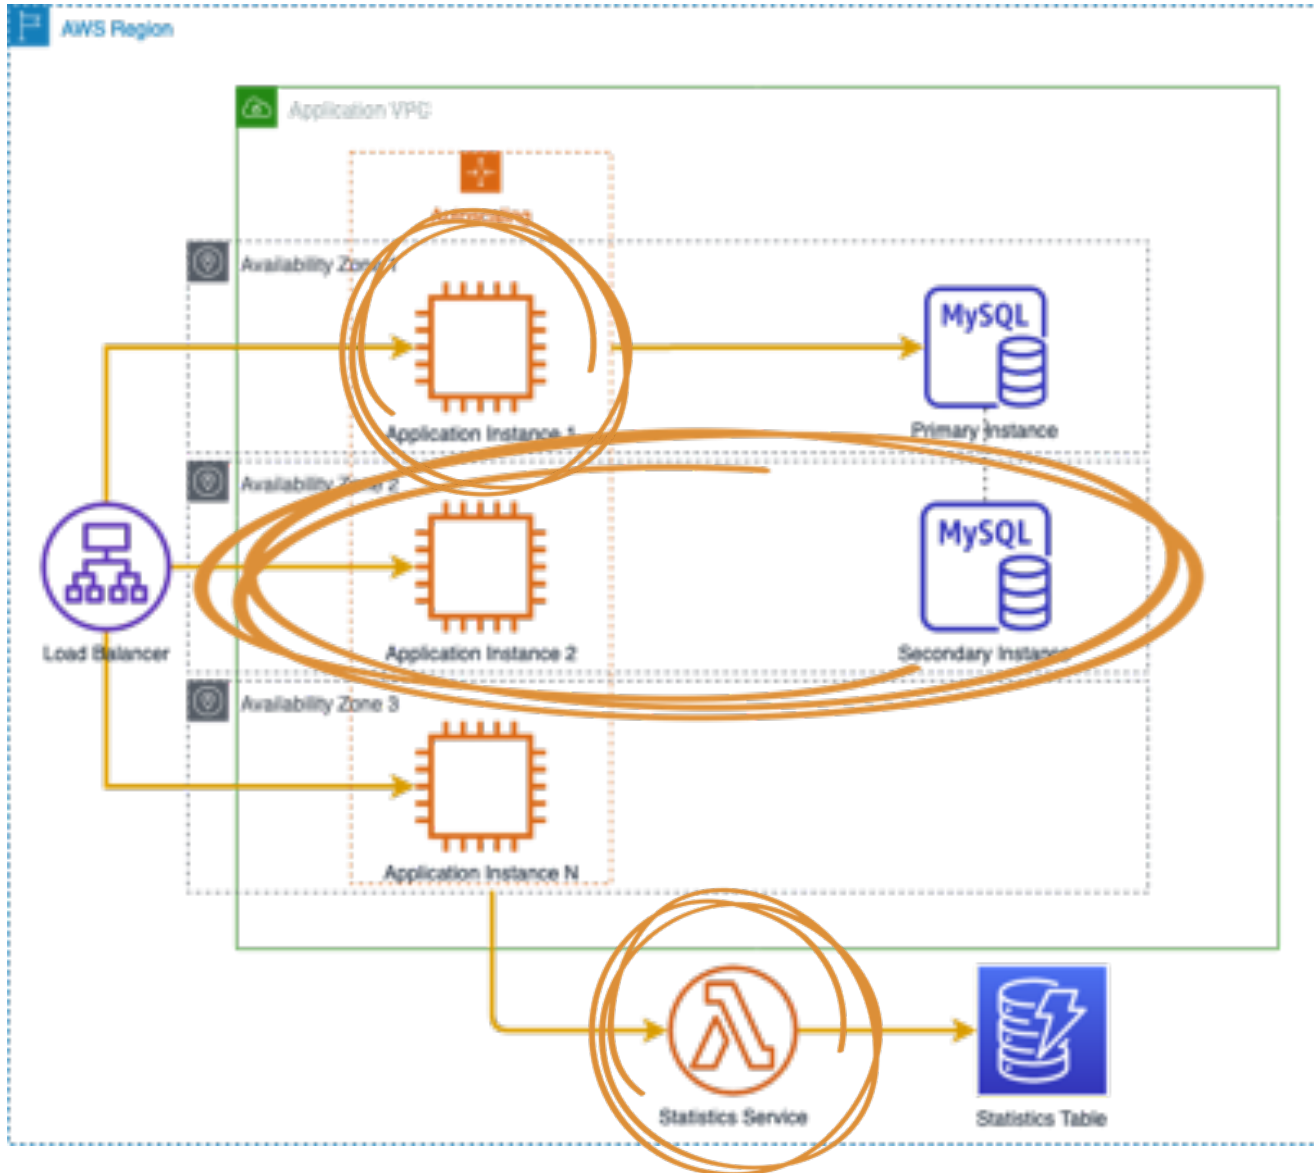 AWS Region
Application VPC
Autoscaling
Availability Zone 1
MySQL
Application Instance 1
Primary Instance
Availability Zone 2
MySQL
Load Balancer
Application Instance 2
Secondary Instance
Availability Zone 3
Application Instance N
Statistics Service
Statistics Table